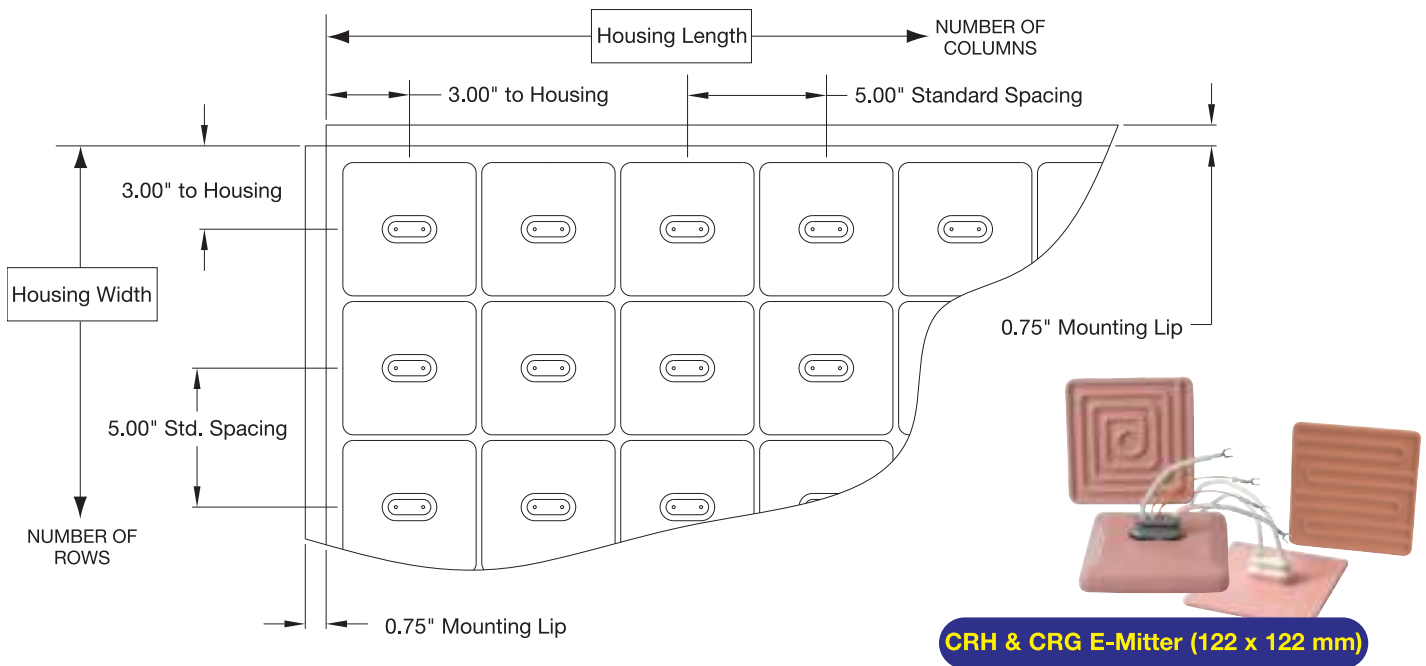 Housing Length
NUMBER OF
COLUMNS
3.00" to Housing
5.00" Standard Spacing
3.00" to Housing
Housing Width
0.75" Mounting Lip
5.00" Std. Spacing
NUMBER OF
ROWS
0.75" Mounting Lip
CRH & CRG E-Mitter (122 x 122 mm)